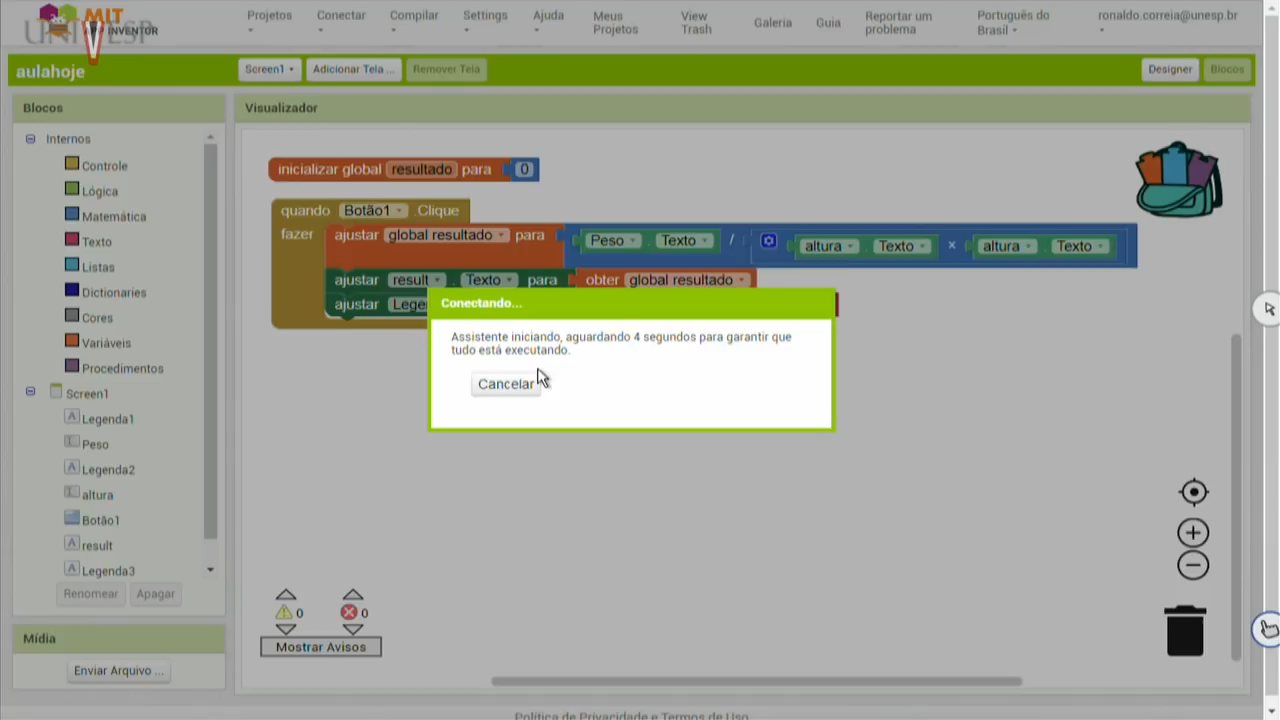 UNIVESP
MIT
APP INVENTOR
Projetos
Conectar
Compilar
Settings
Ajuda
Meus Projetos
View Trash
Galeria
Guia
Reportar um problema
Português do Brasil
ronaldo.correia@unesp.br
aulahoje
Screen1
Adicionar Tela ...
Remover Tela
Designer
Blocos
Blocos
Visualizador
Internos
Controle
Lógica
Matemática
Texto
Listas
Dictionaries
Cores
Variáveis
Procedimentos
Screen1
Legenda1
Peso
Legenda2
altura
Botão1
result
Legenda3
Renomear
Apagar
Mídia
Enviar Arquivo ...
inicializar global resultado para 0
quando Botão1 .Clique
fazer ajustar global resultado para Peso . Texto / altura . Texto × altura . Texto
ajustar result . Texto para obter global resultado
ajustar Lege
Conectando...
Assistente iniciando, aguardando 4 segundos para garantir que
tudo está executando.
Cancelar
0
0
Mostrar Avisos
Política de Privacidade e Termos de Uso